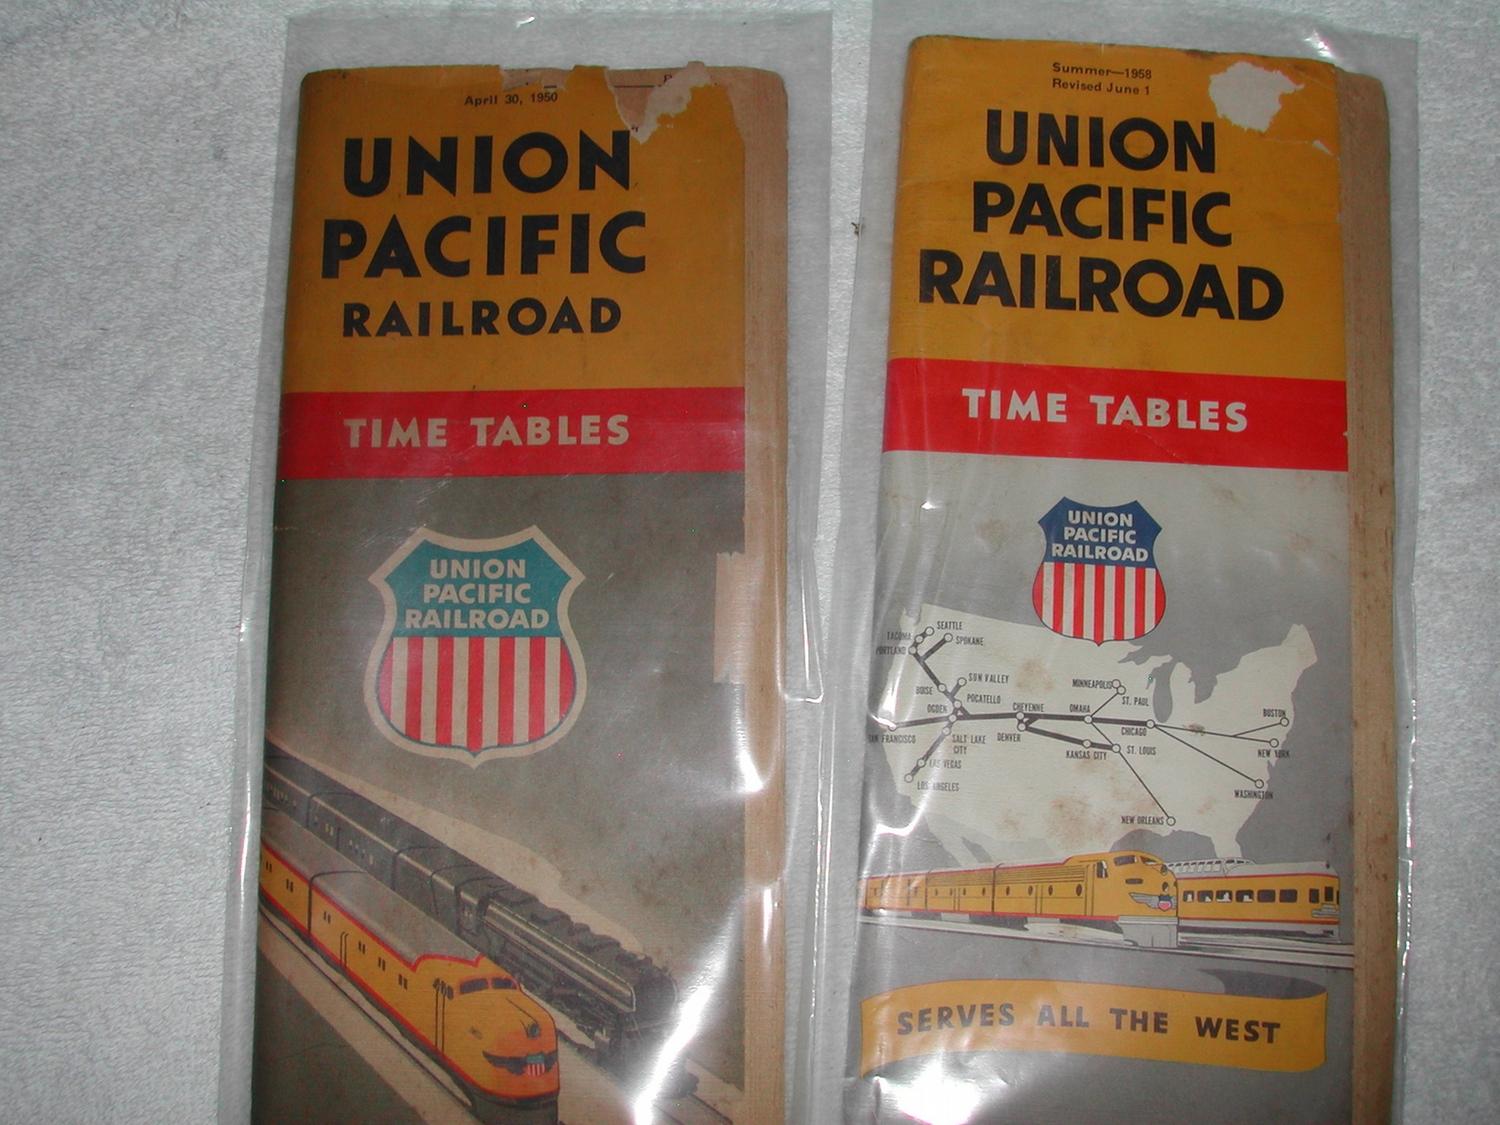 April 30, 1950
UNION
PACIFIC
RAILROAD
TIME TABLES
UNION
PACIFIC
RAILROAD
Summer—1958
Revised June 1
UNION
PACIFIC
RAILROAD
TIME TABLES
UNION
PACIFIC
RAILROAD
SEATTLE
TACOMA
SPOKANE
PORTLAND
SUN VALLEY
BOISE
POCATELLO
MINNEAPOLIS
ST. PAUL
OGDEN
CHEYENNE
OMAHA
BOSTON
SAN FRANCISCO
SALT LAKE
CITY
DENVER
CHICAGO
KANSAS CITY
ST. LOUIS
NEW YORK
LAS VEGAS
LOS ANGELES
WASHINGTON
NEW ORLEANS
SERVES ALL THE WEST